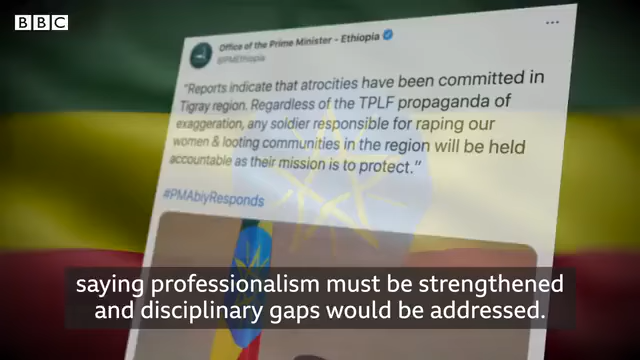 BBC
Office of the Prime Minister - Ethiopia
@PMEthiopia
"Reports indicate that atrocities have been committed in
Tigray region. Regardless of the TPLF propaganda of
exaggeration, any soldier responsible for raping our
women & looting communities in the region will be held
accountable as their mission is to protect."
#PMAbiyResponds
saying professionalism must be strengthened
and disciplinary gaps would be addressed.